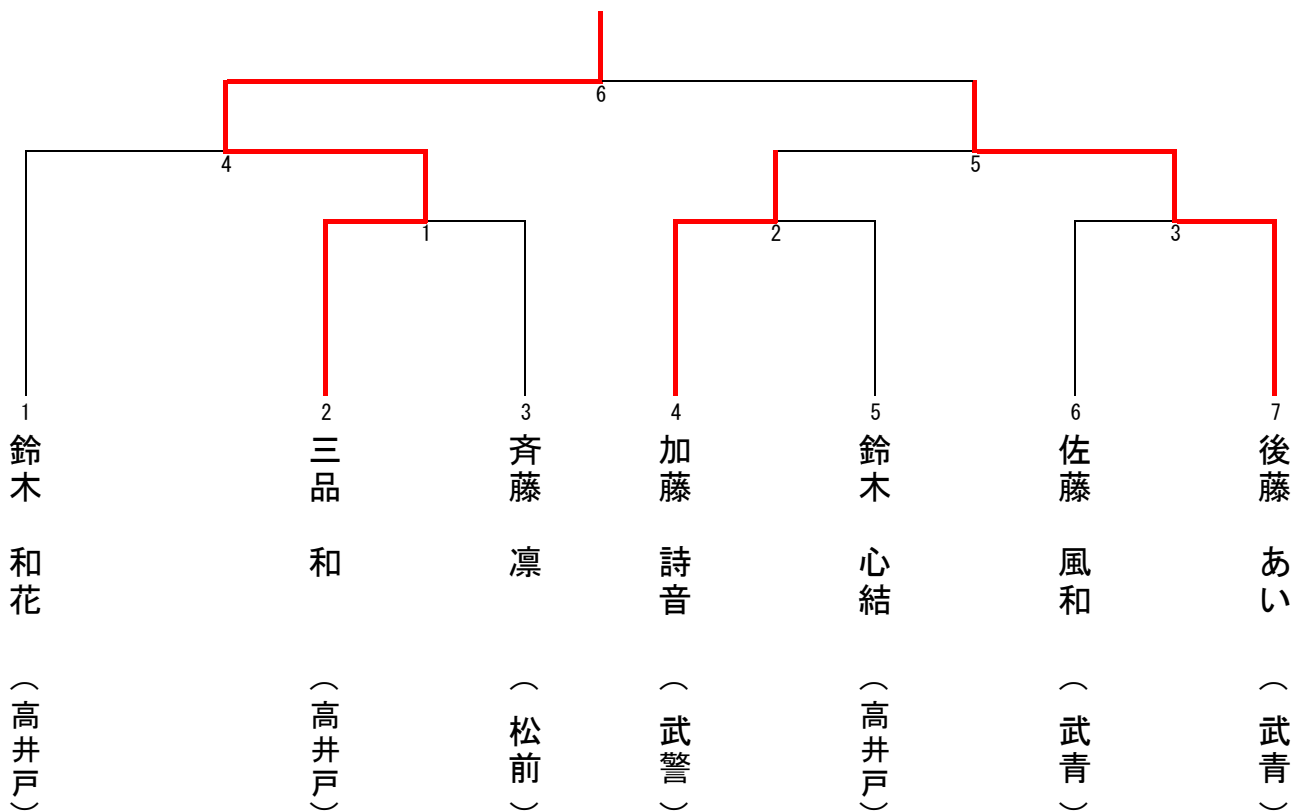 6
4
5
1
2
3
1
鈴木 和花 (高井戸)
2
三品 和 (高井戸)
3
斉藤 凛 (松前)
4
加藤 詩音 (武警)
5
鈴木 心結 (高井戸)
6
佐藤 風和 (武青)
7
後藤 あい (武青)